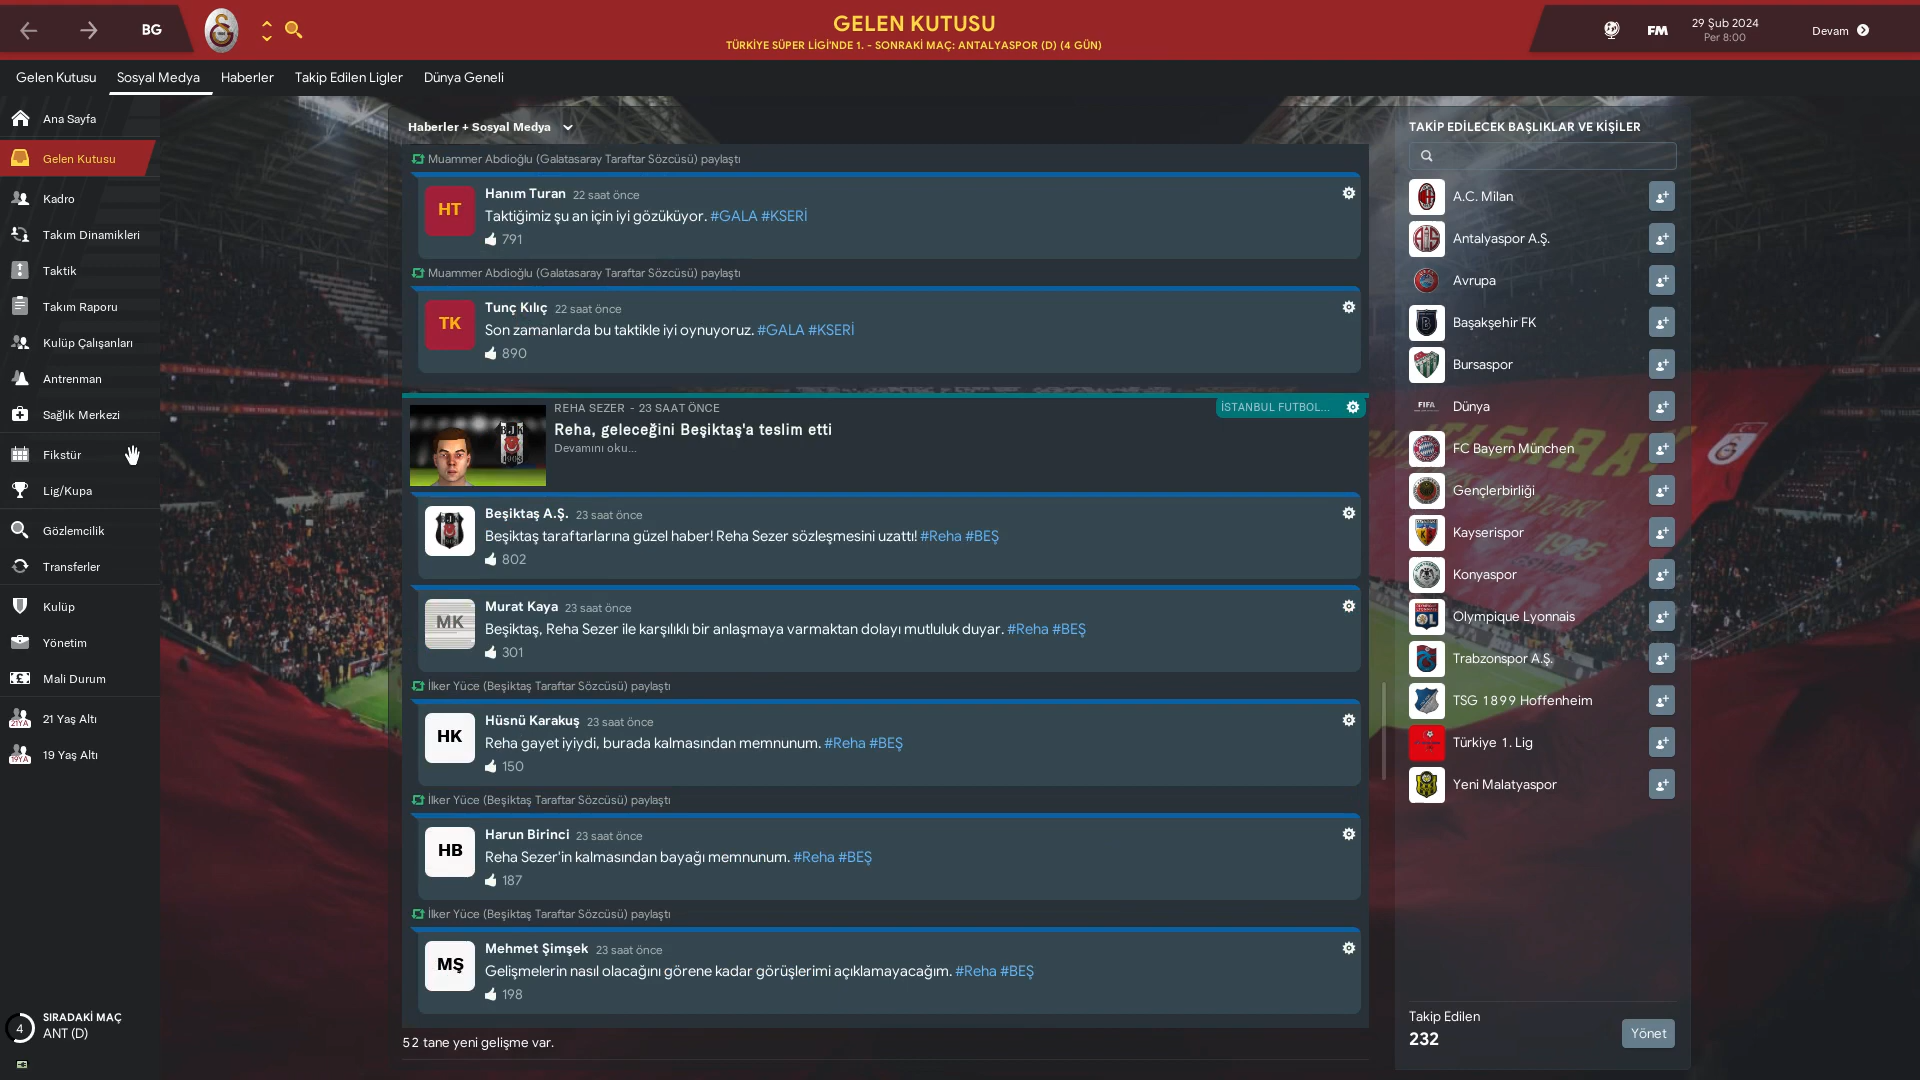 BG
GELEN KUTUSU
TÜRKİYE SÜPER LİGİ'NDE 1. - SONRAKİ MAÇ: ANTALYASPOR (D) (4 GÜN)
FM
29 Şub 2024
Per 8:00
Devam
Gelen Kutusu
Sosyal Medya
Haberler
Takip Edilen Ligler
Dünya Geneli
Ana Sayfa
Gelen Kutusu
Kadro
Takım Dinamikleri
Taktik
Takım Raporu
Kulüp Çalışanları
Antrenman
Sağlık Merkezi
Fikstür
Lig/Kupa
Gözlemcilik
Transferler
Kulüp
Yönetim
Mali Durum
21YA
21 Yaş Altı
19YA
19 Yaş Altı
4
SIRADAKİ MAÇ
ANT (D)
Haberler + Sosyal Medya
Muammer Abdioğlu (Galatasaray Taraftar Sözcüsü) paylaştı
HT
Hanım Turan 22 saat önce
Taktiğimiz şu an için iyi gözüküyor. #GALA #KSERİ
791
Muammer Abdioğlu (Galatasaray Taraftar Sözcüsü) paylaştı
TK
Tunç Kılıç 22 saat önce
Son zamanlarda bu taktikle iyi oynuyoruz. #GALA #KSERİ
890
REHA SEZER - 23 SAAT ÖNCE
İSTANBUL FUTBOL...
Reha, geleceğini Beşiktaş'a teslim etti
Devamını oku...
Beşiktaş A.Ş. 23 saat önce
Beşiktaş taraftarlarına güzel haber! Reha Sezer sözleşmesini uzattı! #Reha #BEŞ
802
MK
Murat Kaya 23 saat önce
Beşiktaş, Reha Sezer ile karşılıklı bir anlaşmaya varmaktan dolayı mutluluk duyar. #Reha #BEŞ
301
İlker Yüce (Beşiktaş Taraftar Sözcüsü) paylaştı
HK
Hüsnü Karakuş 23 saat önce
Reha gayet iyiydi, burada kalmasından memnunum. #Reha #BEŞ
150
İlker Yüce (Beşiktaş Taraftar Sözcüsü) paylaştı
HB
Harun Birinci 23 saat önce
Reha Sezer'in kalmasından bayağı memnunum. #Reha #BEŞ
187
İlker Yüce (Beşiktaş Taraftar Sözcüsü) paylaştı
MŞ
Mehmet Şimşek 23 saat önce
Gelişmelerin nasıl olacağını görene kadar görüşlerimi açıklamayacağım. #Reha #BEŞ
198
52 tane yeni gelişme var.
TAKİP EDİLECEK BAŞLIKLAR VE KİŞİLER
A.C. Milan
Antalyaspor A.Ş.
Avrupa
Başakşehir FK
Bursaspor
FIFA
Dünya
FC Bayern München
Gençlerbirliği
Kayserispor
Konyaspor
Olympique Lyonnais
Trabzonspor A.Ş.
TSG 1899 Hoffenheim
Türkiye 1. Lig
Yeni Malatyaspor
Takip Edilen
232
Yönet